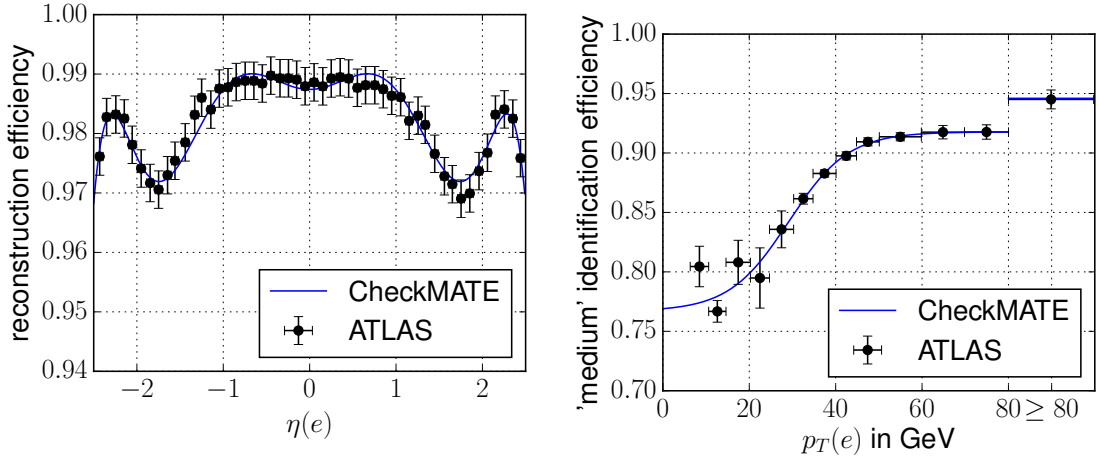 1.00
0.99
0.98
0.97
0.96
0.95
0.94
reconstruction efficiency
CheckMATE
ATLAS
−2 −1 0 1 2
η(e)
1.00
0.95
0.90
0.85
0.80
0.75
0.70
'medium' identification efficiency
CheckMATE
ATLAS
0 20 40 60 80 ≥ 80
p_T(e) in GeV